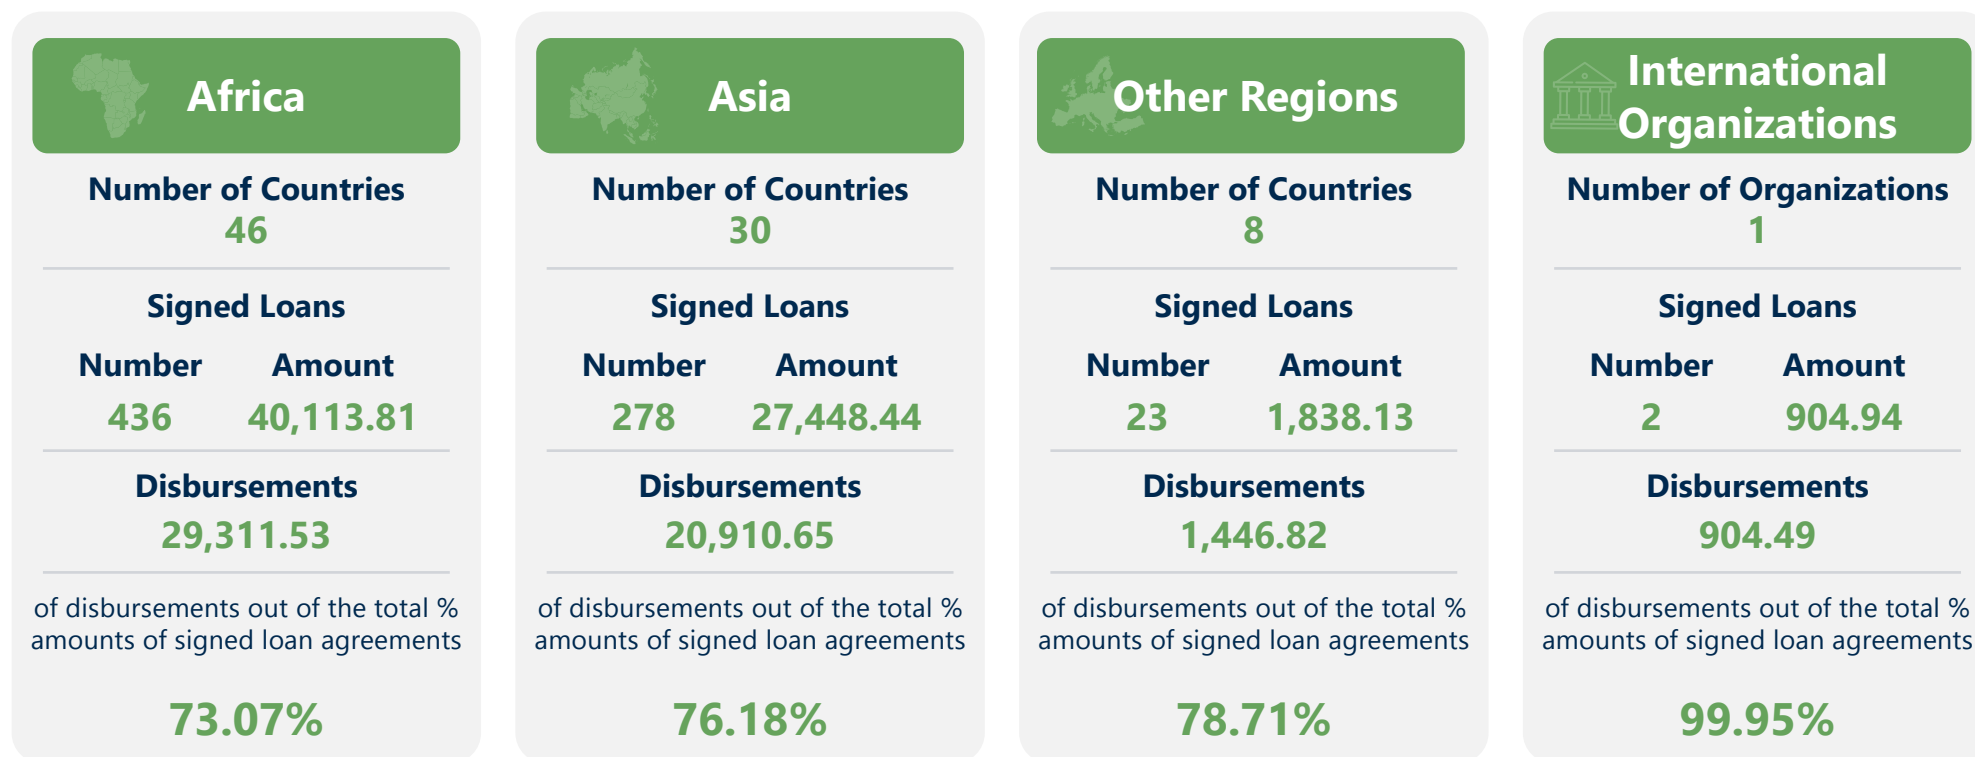 Africa
Number of Countries
46
Signed Loans
Number Amount
436 40,113.81
Disbursements
29,311.53
of disbursements out of the total %
amounts of signed loan agreements
73.07%
Asia
Number of Countries
30
Signed Loans
Number Amount
278 27,448.44
Disbursements
20,910.65
of disbursements out of the total %
amounts of signed loan agreements
76.18%
Other Regions
Number of Countries
8
Signed Loans
Number Amount
23 1,838.13
Disbursements
1,446.82
of disbursements out of the total %
amounts of signed loan agreements
78.71%
International
Organizations
Number of Organizations
1
Signed Loans
Number Amount
2 904.94
Disbursements
904.49
of disbursements out of the total %
amounts of signed loan agreements
99.95%